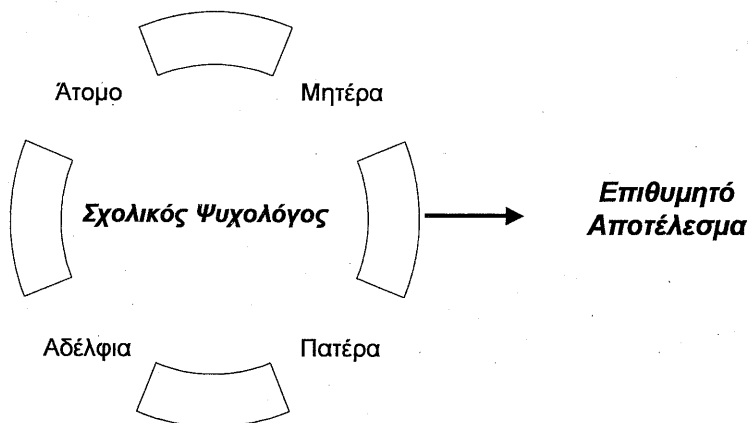 Άτομο
Μητέρα
Σχολικός Ψυχολόγος
Επιθυμητό
Αποτέλεσμα
Αδέλφια
Πατέρα